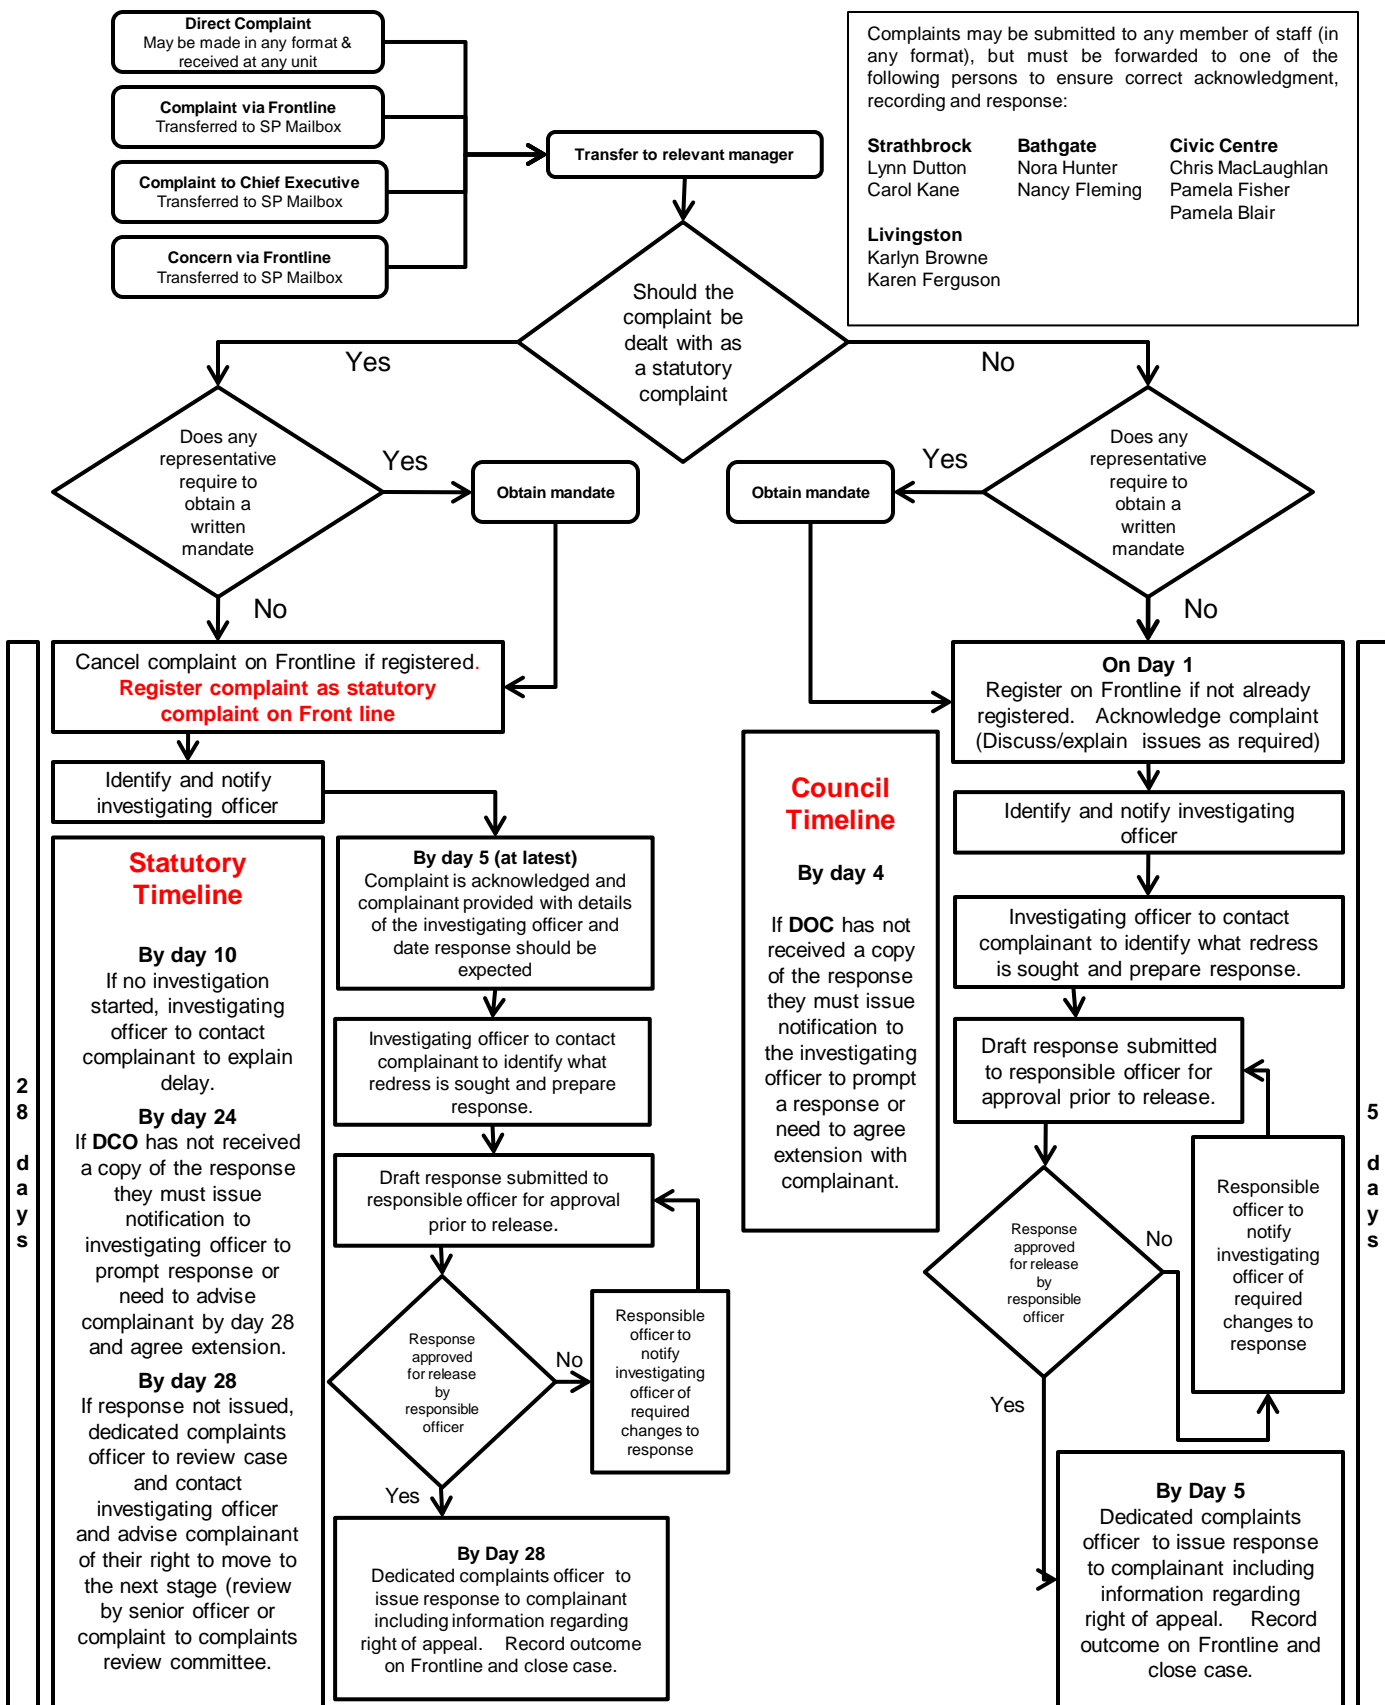 Direct Complaint
May be made in any format &
received at any unit
Complaint via Frontline
Transferred to SP Mailbox
Complaint to Chief Executive
Transferred to SP Mailbox
Concern via Frontline
Transferred to SP Mailbox
Transfer to relevant manager
Complaints may be submitted to any member of staff (in
any format), but must be forwarded to one of the
following persons to ensure correct acknowledgment,
recording and response:
Strathbrock
Lynn Dutton
Carol Kane
Bathgate
Nora Hunter
Nancy Fleming
Civic Centre
Chris MacLaughlan
Pamela Fisher
Pamela Blair
Livingston
Karlyn Browne
Karen Ferguson
Should the
complaint be
dealt with as
a statutory
complaint
Yes
No
Does any
representative
require to
obtain a
written
mandate
Yes
Obtain mandate
No
Obtain mandate
Yes
Does any
representative
require to
obtain a
written
mandate
No
28 days
Cancel complaint on Frontline if registered.
Register complaint as statutory
complaint on Front line
Identify and notify
investigating officer
Statutory
Timeline
By day 10
If no investigation
started, investigating
officer to contact
complainant to explain
delay.
By day 24
If DCO has not received
a copy of the response
they must issue
notification to
investigating officer to
prompt response or
need to advise
complainant by day 28
and agree extension.
By day 28
If response not issued,
dedicated complaints
officer to review case
and contact
investigating officer
and advise complainant
of their right to move to
the next stage (review
by senior officer or
complaint to complaints
review committee.
By day 5 (at latest)
Complaint is acknowledged and
complainant provided with details
of the investigating officer and
date response should be
expected
Investigating officer to contact
complainant to identify what
redress is sought and prepare
response.
Draft response submitted to
responsible officer for approval
prior to release.
Response
approved
for release
by
responsible
officer
No
Responsible
officer to
notify
investigating
officer of
required
changes to
response
Yes
By Day 28
Dedicated complaints officer to
issue response to complainant
including information regarding
right of appeal. Record outcome
on Frontline and close case.
Council
Timeline
By day 4
If DOC has not
received a copy
of the response
they must issue
notification to
the investigating
officer to prompt
a response or
need to agree
extension with
complainant.
On Day 1
Register on Frontline if not already
registered. Acknowledge complaint
(Discuss/explain issues as required)
Identify and notify investigating
officer
Investigating officer to contact
complainant to identify what redress
is sought and prepare response.
Draft response submitted
to responsible officer for
approval prior to release.
Response
approved
for release
by
responsible
officer
No
Responsible
officer to
notify
investigating
officer of
required
changes to
response
Yes
By Day 5
Dedicated complaints
officer to issue response
to complainant including
information regarding
right of appeal. Record
outcome on Frontline and
close case.
5 days